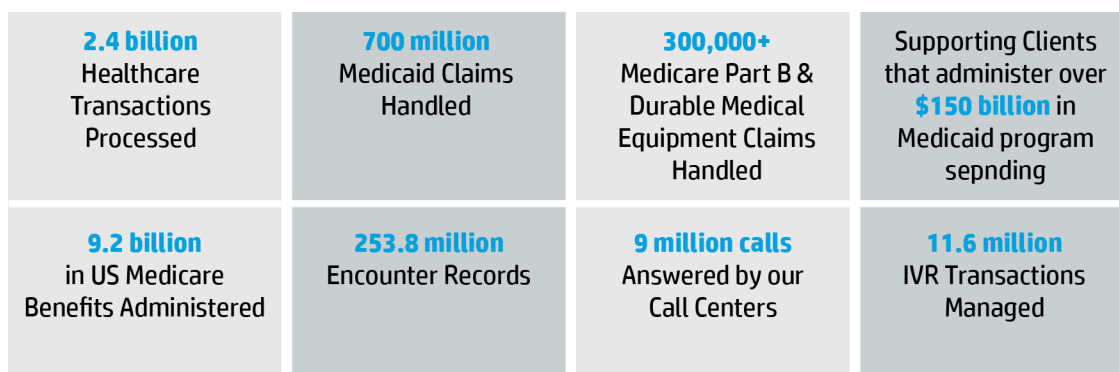 2.4 billion
Healthcare
Transactions
Processed
700 million
Medicaid Claims
Handled
300,000+
Medicare Part B &
Durable Medical
Equipment Claims
Handled
Supporting Clients
that administer over
$150 billion in
Medicaid program
sepnding
9.2 billion
in US Medicare
Benefits Administered
253.8 million
Encounter Records
9 million calls
Answered by our
Call Centers
11.6 million
IVR Transactions
Managed